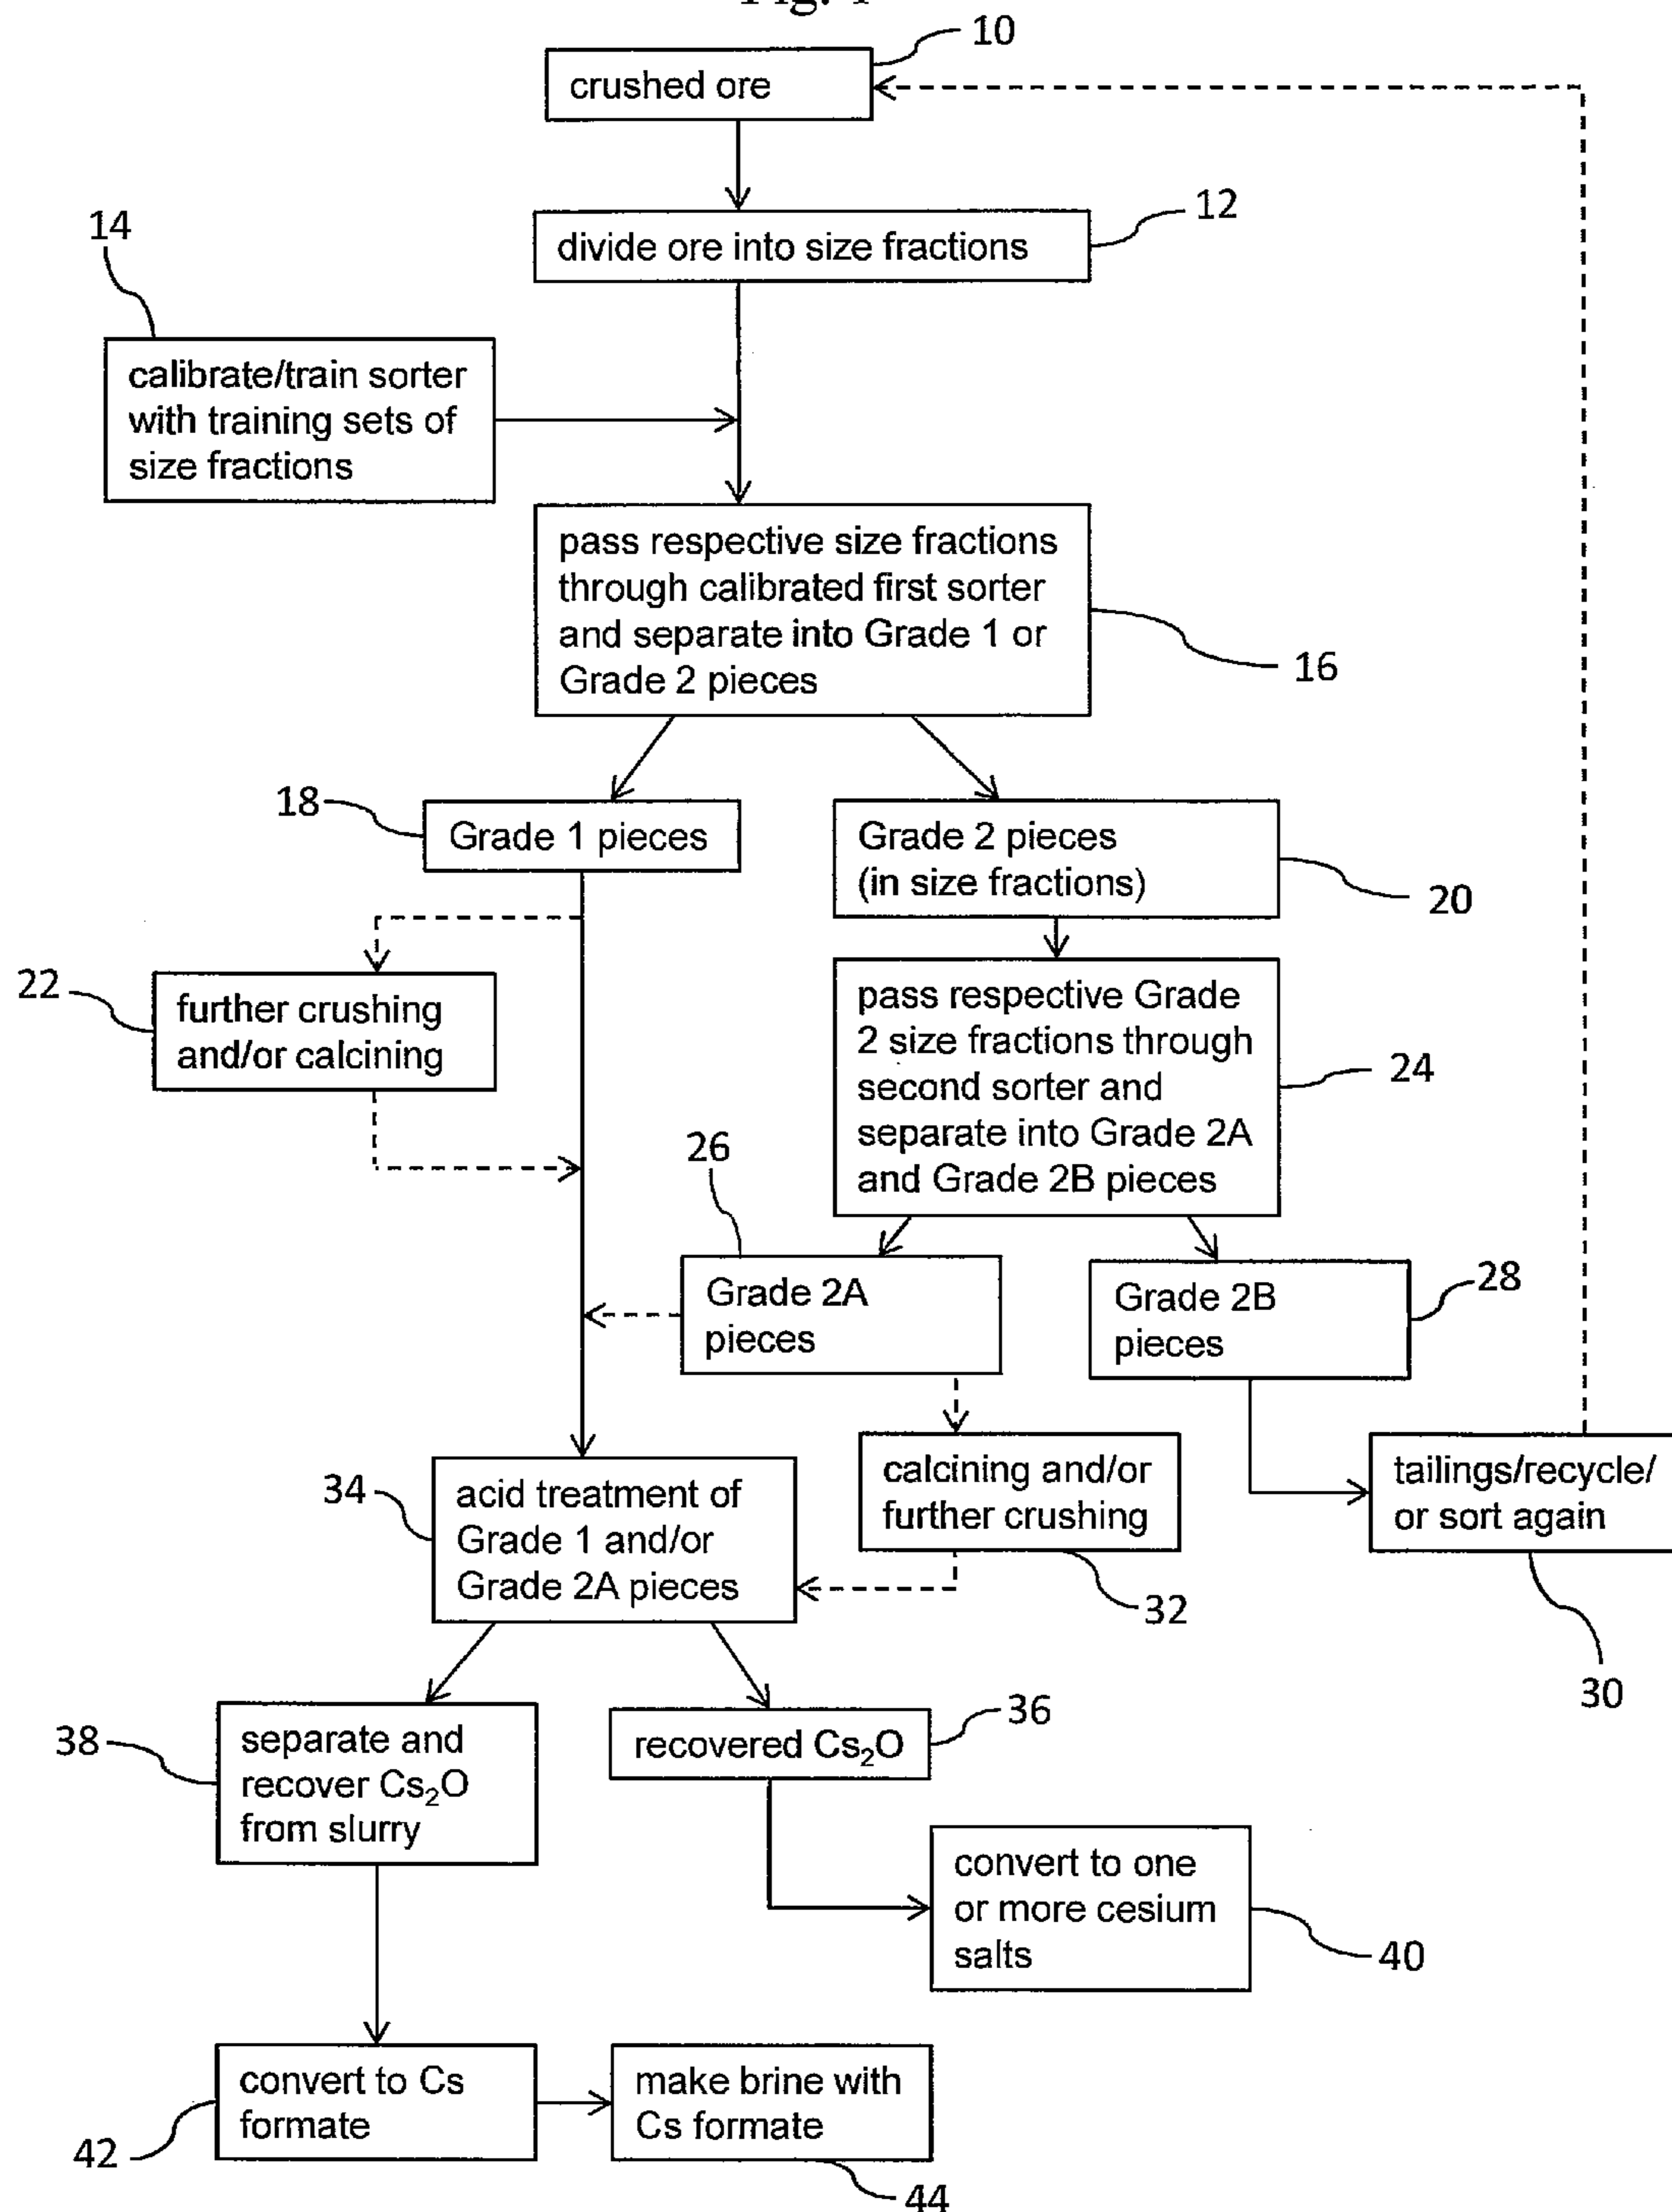 10
crushed ore
12
divide ore into size fractions
14
calibrate/train sorter
with training sets of
size fractions
pass respective size fractions
through calibrated first sorter
and separate into Grade 1 or
Grade 2 pieces
16
18
Grade 1 pieces
Grade 2 pieces
(in size fractions)
20
22
further crushing
and/or calcining
pass respective Grade
2 size fractions through
second sorter and
separate into Grade 2A
and Grade 2B pieces
24
26
Grade 2A
pieces
28
Grade 2B
pieces
34
acid treatment of
Grade 1 and/or
Grade 2A pieces
calcining and/or
further crushing
32
tailings/recycle/
or sort again
30
38
separate and
recover Cs₂O
from slurry
36
recovered Cs₂O
convert to one
or more cesium
salts
40
convert to Cs
formate
42
make brine with
Cs formate
44